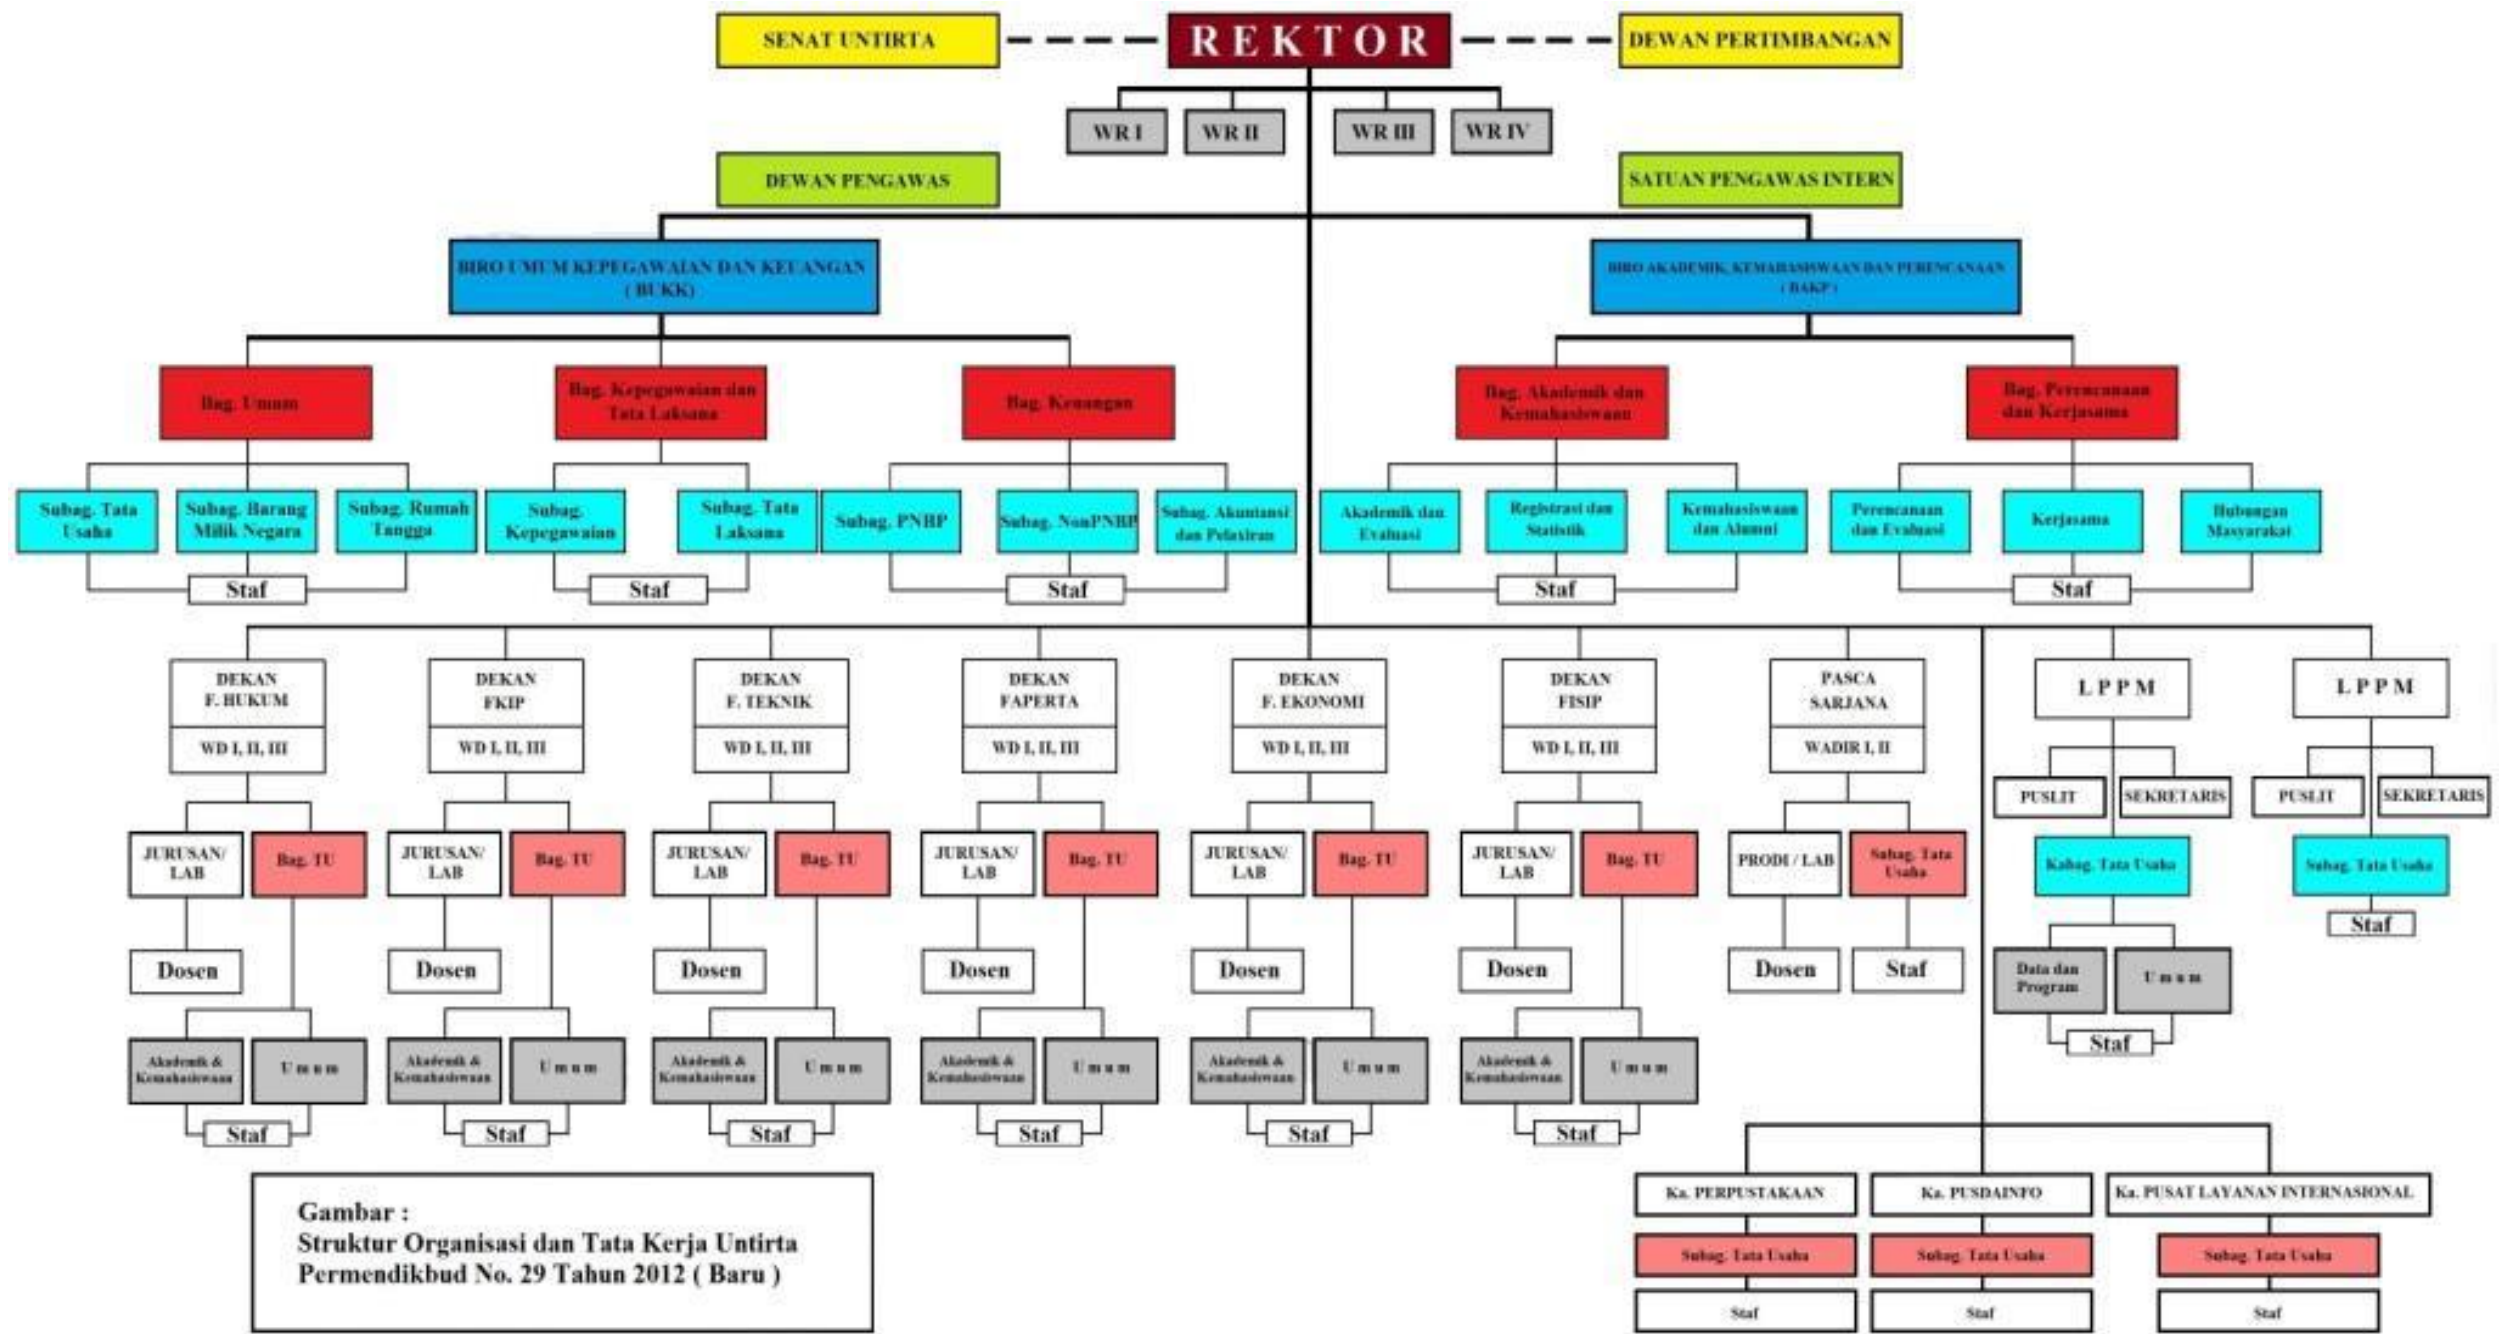 SENAT UNTIRTA
REKTOR
DEWAN PERTIMBANGAN
WR I
WR II
WR III
WR IV
DEWAN PENGAWAS
SATUAN PENGAWAS INTERN
BIRO UMUM KEPEGAWAIAN DAN KEUANGAN
( BUKK)
BIRO AKADEMIK, KEMAHASISWAAN DAN PERENCANAAN
( BAKP )
Bag. Umum
Bag. Kepegawaian dan
Tata Laksana
Bag. Keuangan
Bag. Akademik dan
Kemahasiswaan
Bag. Perencanaan
dan Kerjasama
Subag. Tata
Usaha
Subag. Barang
Milik Negara
Subag. Rumah
Tangga
Subag.
Kepegawaian
Subag. Tata
Laksana
Subag. PNBP
Subag. NonPNBP
Subag. Akuntansi
dan Pelaxiran
Akademik dan
Evaluasi
Registrasi dan
Statistik
Kemahasiswaan
dan Alumni
Perencanaan
dan Evaluasi
Kerjasama
Hubungan
Masyarakat
Staf
Staf
Staf
Staf
Staf
DEKAN
F. HUKUM
WD I, II, III
DEKAN
FKIP
WD I, II, III
DEKAN
F. TEKNIK
WD I, II, III
DEKAN
FAPERTA
WD I, II, III
DEKAN
F. EKONOMI
WD I, II, III
DEKAN
FISIP
WD I, II, III
PASCA
SARJANA
WADIR I, II
L P P M
L P P M
PUSLIT
SEKRETARIS
PUSLIT
SEKRETARIS
JURUSAN/
LAB
Bag. TU
JURUSAN/
LAB
Bag. TU
JURUSAN/
LAB
Bag. TU
JURUSAN/
LAB
Bag. TU
JURUSAN/
LAB
Bag. TU
JURUSAN/
LAB
Bag. TU
PRODI / LAB
Subag. Tata
Usaha
Kabag. Tata Usaha
Subag. Tata Usaha
Staf
Dosen
Dosen
Dosen
Dosen
Dosen
Dosen
Dosen
Staf
Data dan
Program
U m u m
Staf
Akademik &
Kemahasiswaan
U m u m
Akademik &
Kemahasiswaan
U m u m
Akademik &
Kemahasiswaan
U m u m
Akademik &
Kemahasiswaan
U m u m
Akademik &
Kemahasiswaan
U m u m
Akademik &
Kemahasiswaan
U m u m
Staf
Staf
Staf
Staf
Staf
Staf
Ka. PERPUSTAKAAN
Ka. PUSDAINFO
Ka. PUSAT LAYANAN INTERNASIONAL
Subag. Tata Usaha
Subag. Tata Usaha
Subag. Tata Usaha
Staf
Staf
Staf
Gambar :
Struktur Organisasi dan Tata Kerja Untirta
Permendikbud No. 29 Tahun 2012 ( Baru )